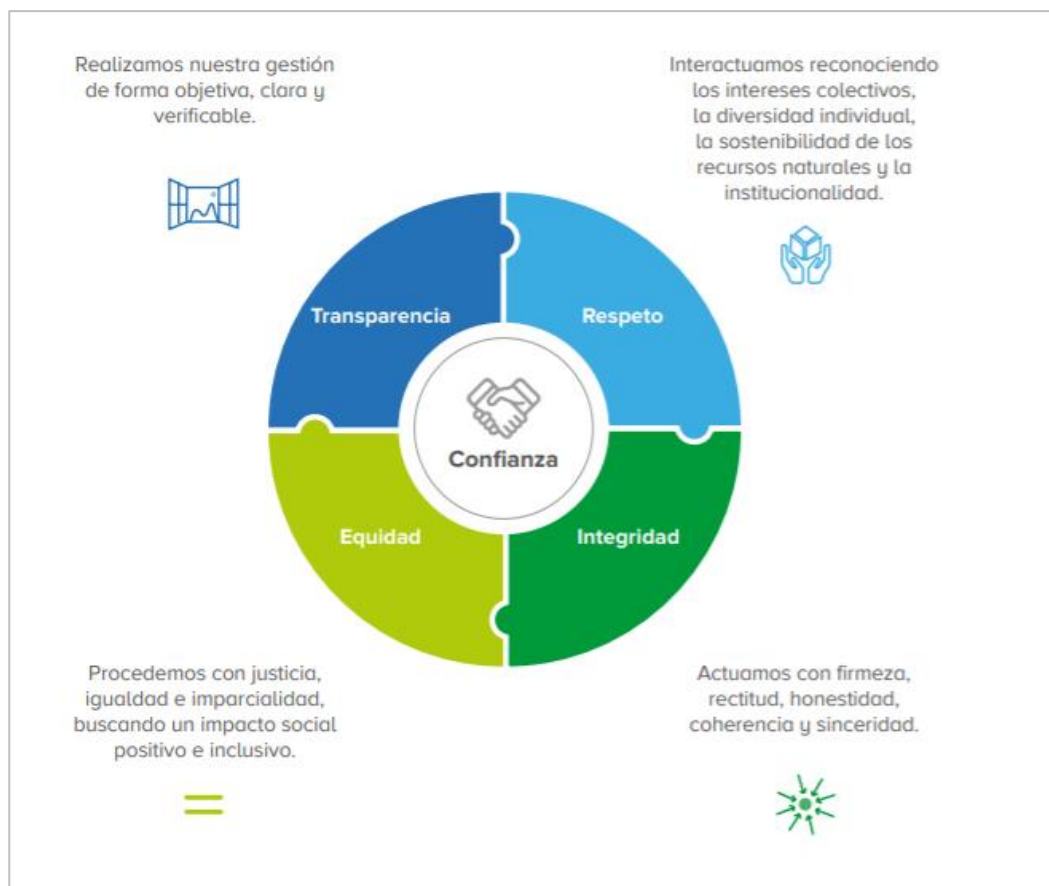 Realizamos nuestra gestión
de forma objetiva, clara y
verificable.
Interactuamos reconociendo
los intereses colectivos,
la diversidad individual,
la sostenibilidad de los
recursos naturales y la
institucionalidad.
Transparencia
Respeto
Confianza
Equidad
Integridad
Procedemos con justicia,
igualdad e imparcialidad,
buscando un impacto social
positivo e inclusivo.
Actuamos con firmeza,
rectitud, honestidad,
coherencia y sinceridad.